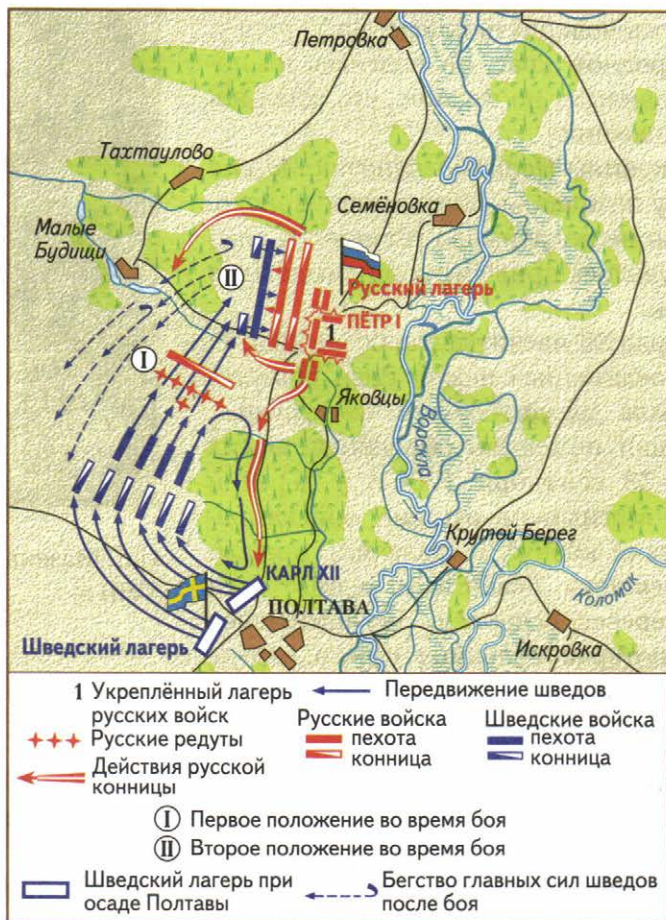 Петровка
Тахтаулово
Малые
Будищи
Семёновка
II
Русский лагерь
ПЁТР I
1
I
Яковцы
Ворскла
Крутой Берег
КАРЛ XII
Коломак
ПОЛТАВА
Шведский лагерь
Искровка
1 Укреплённый лагерь
русских войск
Передвижение шведов
Русские редуты
Русские войска
пехота
конница
Шведские войска
пехота
конница
Действия русской
конницы
I Первое положение во время боя
II Второе положение во время боя
Шведский лагерь при
осаде Полтавы
Бегство главных сил шведов
после боя